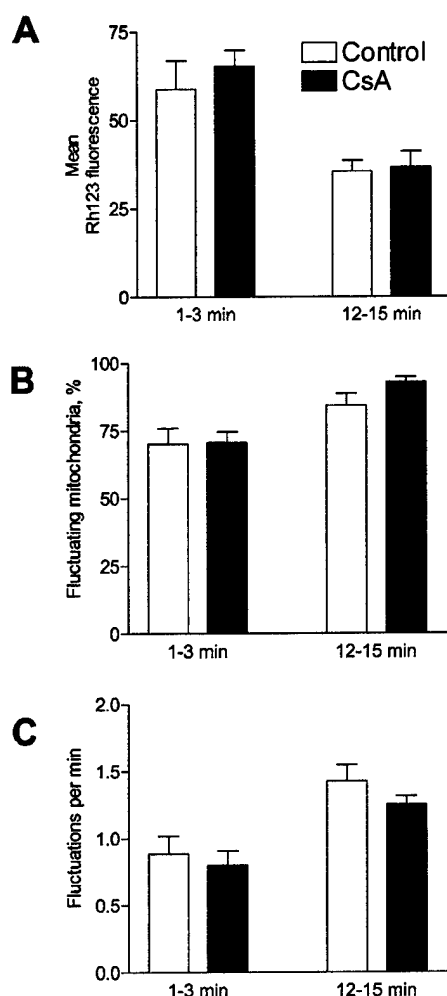 A
75
50
25
0
Mean
Rh123 fluorescence
Control
CsA
1-3 min
12-15 min
B
100
75
50
25
0
Fluctuating mitochondria, %
1-3 min
12-15 min
C
2.0
1.5
1.0
0.5
0.0
Fluctuations per min
1-3 min
12-15 min